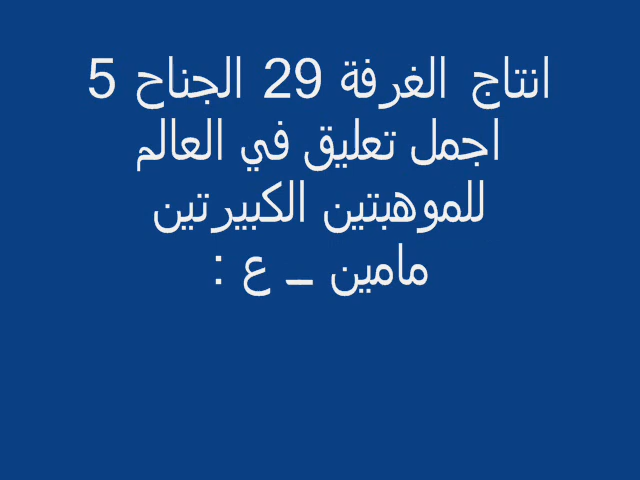 انتاج الغرفة 29 الجناح 5
اجمل تعليق في العالم
للموهبتين الكبيرتين
مامين _ ع :